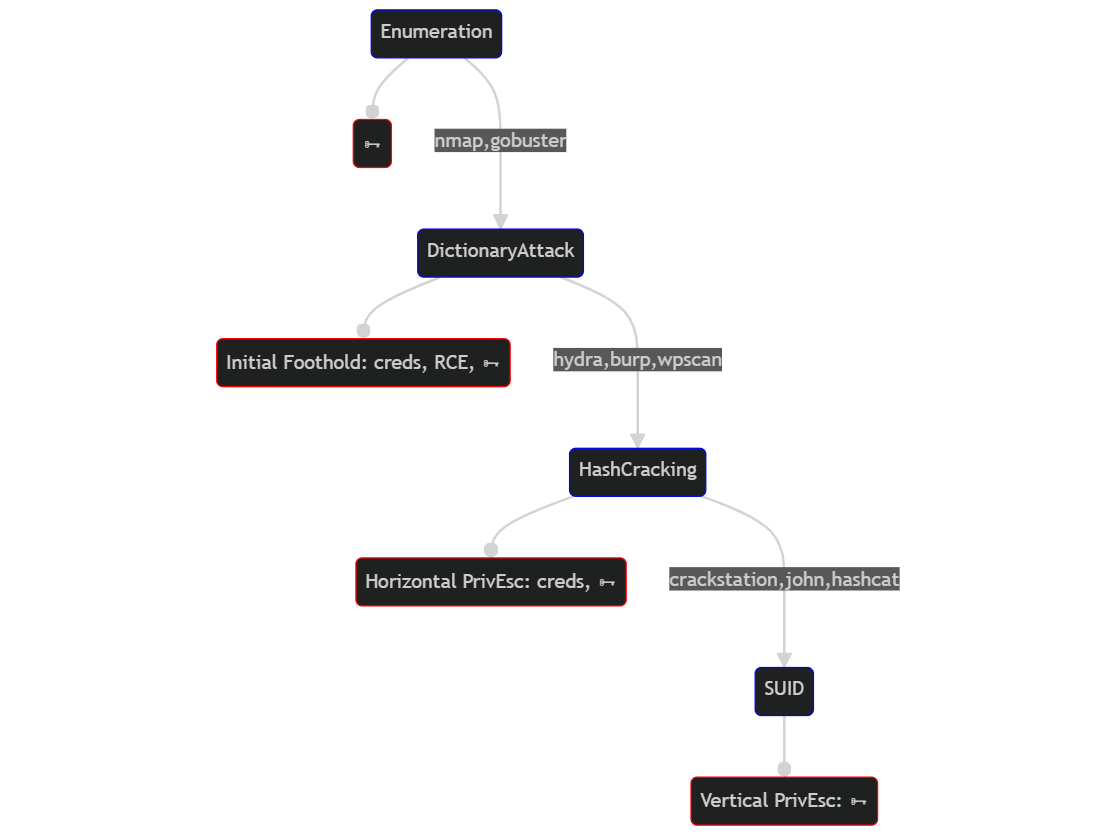 Enumeration
🗝
nmap,gobuster
DictionaryAttack
Initial Foothold: creds, RCE, 🗝
hydra,burp,wpscan
HashCracking
Horizontal PrivEsc: creds, 🗝
crackstation,john,hashcat
SUID
Vertical PrivEsc: 🗝